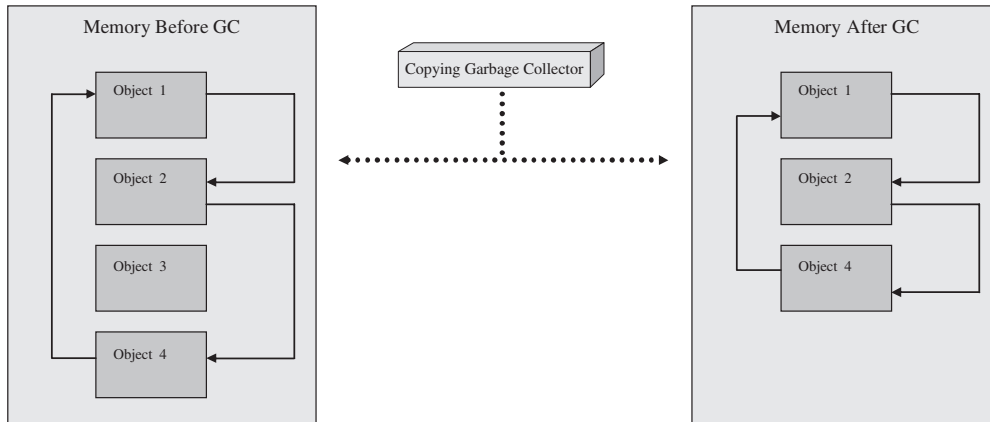 Memory Before GC
Object 1
Object 2
Object 3
Object 4
Copying Garbage Collector
Memory After GC
Object 1
Object 2
Object 4